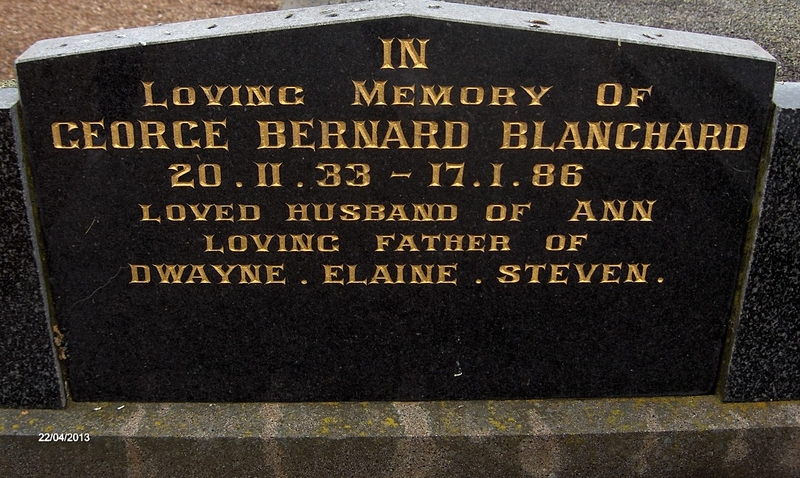 IN
LOVING MEMORY OF
GEORGE BERNARD BLANCHARD
20.11.33 - 17.1.86
LOVED HUSBAND OF ANN
LOVING FATHER OF
DWAYNE. ELAINE. STEVEN.
22/04/2013